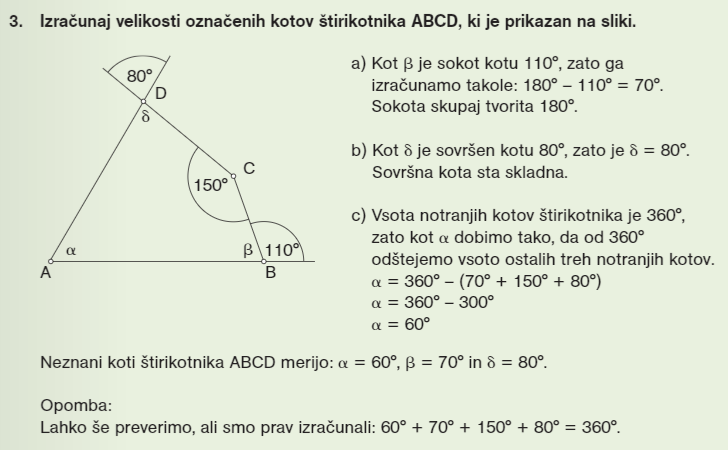 3. Izračunaj velikosti označenih kotov štirikotnika ABCD, ki je prikazan na sliki.
80°
D
δ
C
150°
α
β
110°
A
B
a) Kot β je sokot kotu 110°, zato ga
izračunamo takole: 180° – 110° = 70°.
Sokota skupaj tvorita 180°.
b) Kot δ je sovršen kotu 80°, zato je δ = 80°.
Sovršna kota sta skladna.
c) Vsota notranjih kotov štirikotnika je 360°,
zato kot α dobimo tako, da od 360°
odštejemo vsoto ostalih treh notranjih kotov.
α = 360° – (70° + 150° + 80°)
α = 360° – 300°
α = 60°
Neznani koti štirikotnika ABCD merijo: α = 60°, β = 70° in δ = 80°.
Opomba:
Lahko še preverimo, ali smo prav izračunali: 60° + 70° + 150° + 80° = 360°.